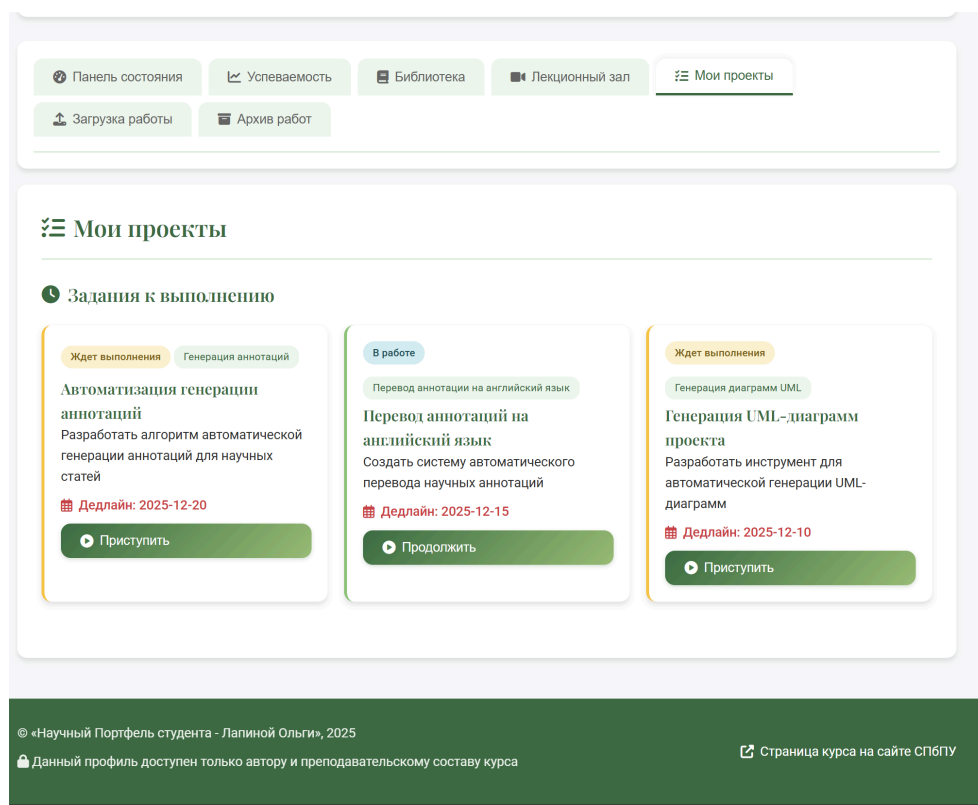 Панель состояния
Успеваемость
Библиотека
Лекционный зал
Мои проекты
Загрузка работы
Архив работ
Мои проекты
Задания к выполнению
Ждет выполнения
Генерация аннотаций
Автоматизация генерации
аннотаций
Разработать алгоритм автоматической
генерации аннотаций для научных
статей
Дедлайн: 2025-12-20
Приступить
В работе
Перевод аннотации на английский язык
Перевод аннотаций на
английский язык
Создать систему автоматического
перевода научных аннотаций
Дедлайн: 2025-12-15
Продолжить
Ждет выполнения
Генерация диаграмм UML
Генерация UML-диаграмм
проекта
Разработать инструмент для
автоматической генерации UML-
диаграмм
Дедлайн: 2025-12-10
Приступить
© «Научный Портфель студента - Лапиной Ольги», 2025
Данный профиль доступен только автору и преподавательскому составу курса
Страница курса на сайте СПбПУ